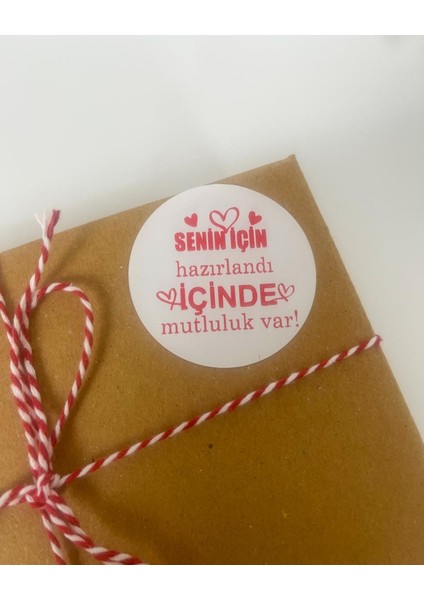 SENİN İÇİN
hazırlandı
İÇİNDE
mutluluk var!